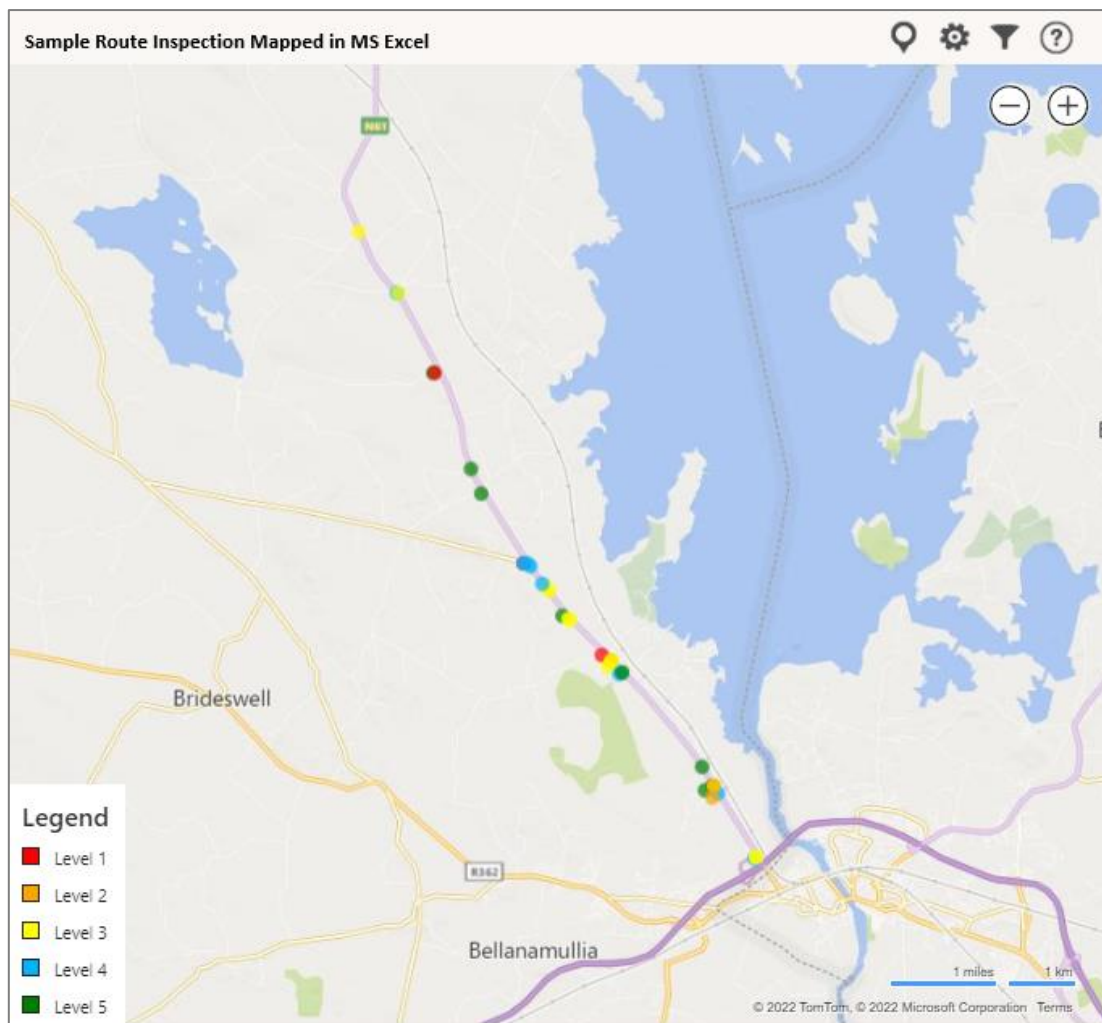 Sample Route Inspection Mapped in MS Excel
N61
Brideswell
R362
Bellanamullia
Legend
Level 1
Level 2
Level 3
Level 4
Level 5
1 miles
1 km
© 2022 TomTom, © 2022 Microsoft Corporation Terms